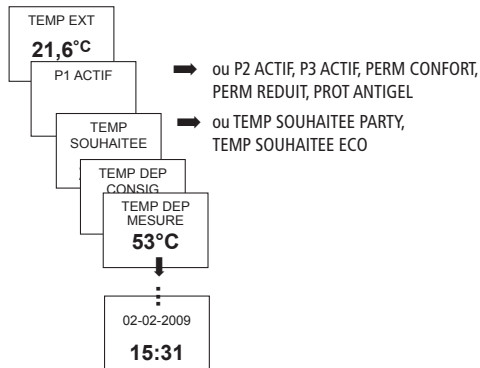 TEMP EXT
21,6°C
P1 ACTIF
ou P2 ACTIF, P3 ACTIF, PERM CONFORT,
PERM REDUIT, PROT ANTIGEL
TEMP
SOUHAITEE
ou TEMP SOUHAITEE PARTY,
TEMP SOUHAITEE ECO
TEMP DEP
CONSIG
TEMP DEP
MESURE
53°C
02-02-2009
15:31